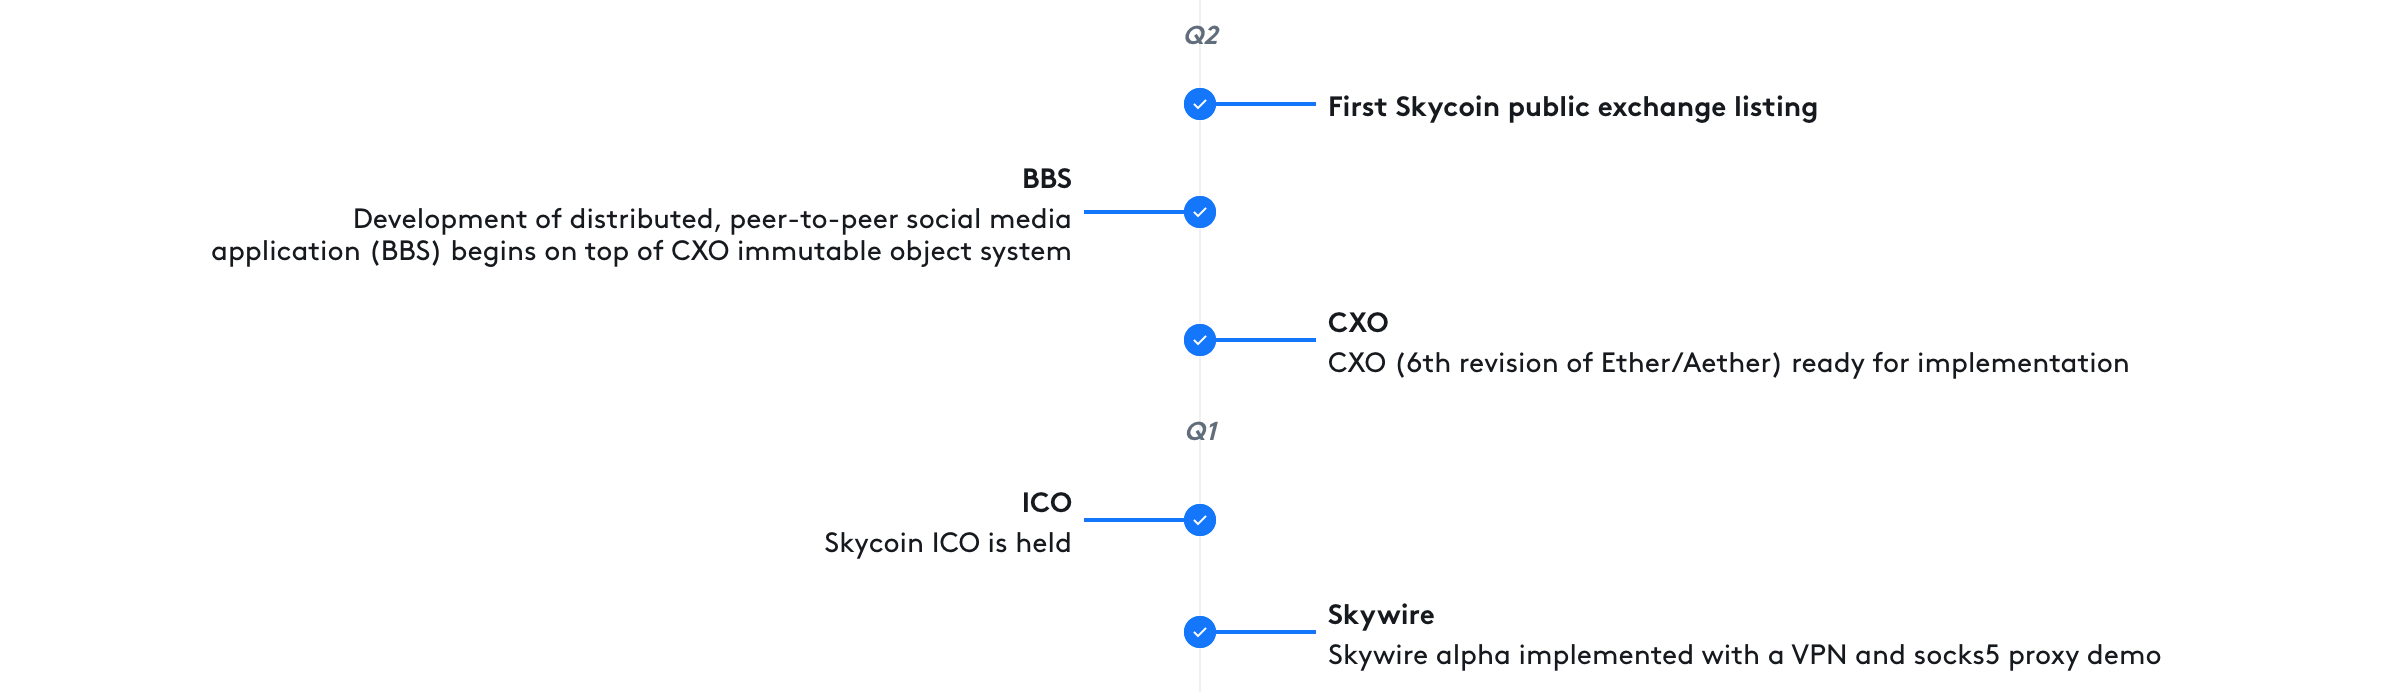 Q2
First Skycoin public exchange listing
BBS
Development of distributed, peer-to-peer social media
application (BBS) begins on top of CXO immutable object system
CXO
CXO (6th revision of Ether/Aether) ready for implementation
Q1
ICO
Skycoin ICO is held
Skywire
Skywire alpha implemented with a VPN and socks5 proxy demo